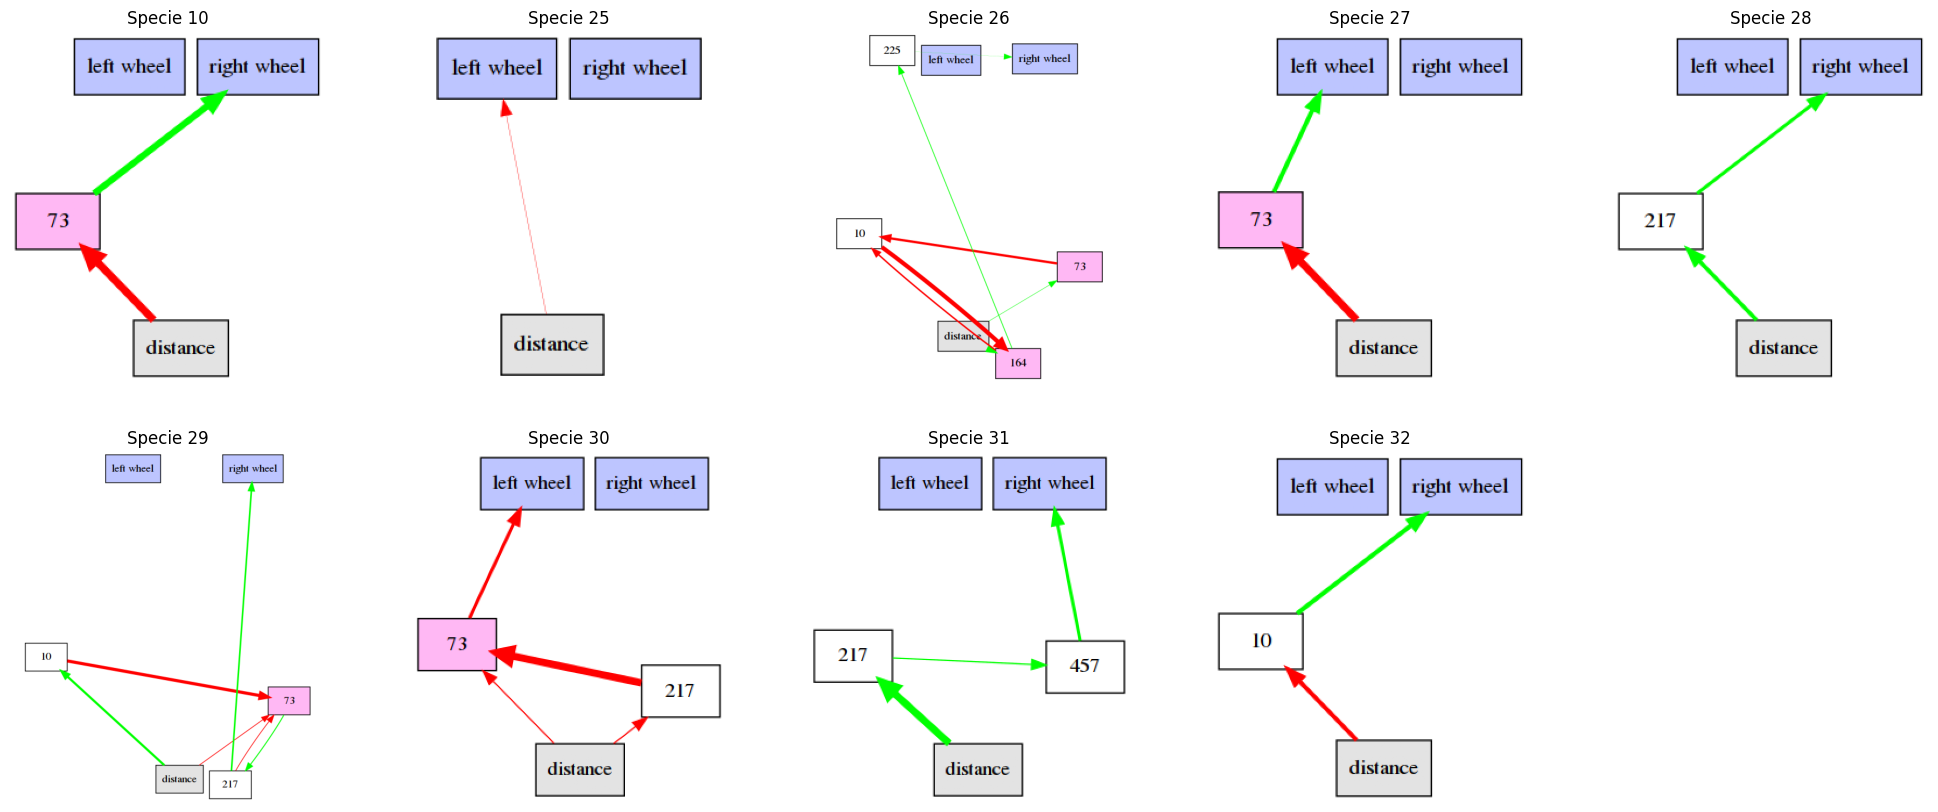 Specie 10
left wheel right wheel
73
distance
Specie 25
left wheel right wheel
distance
Specie 26
225 left wheel right wheel
10
73
distance
164
Specie 27
left wheel right wheel
73
distance
Specie 28
left wheel right wheel
217
distance
Specie 29
left wheel right wheel
10
73
distance 217
Specie 30
left wheel right wheel
73
217
distance
Specie 31
left wheel right wheel
217 457
distance
Specie 32
left wheel right wheel
10
distance